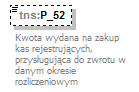 tns:P_52
Kwota wydana na zakup
kas rejestrujących,
przysługująca do zwrotu w
danym okresie
rozliczeniowym